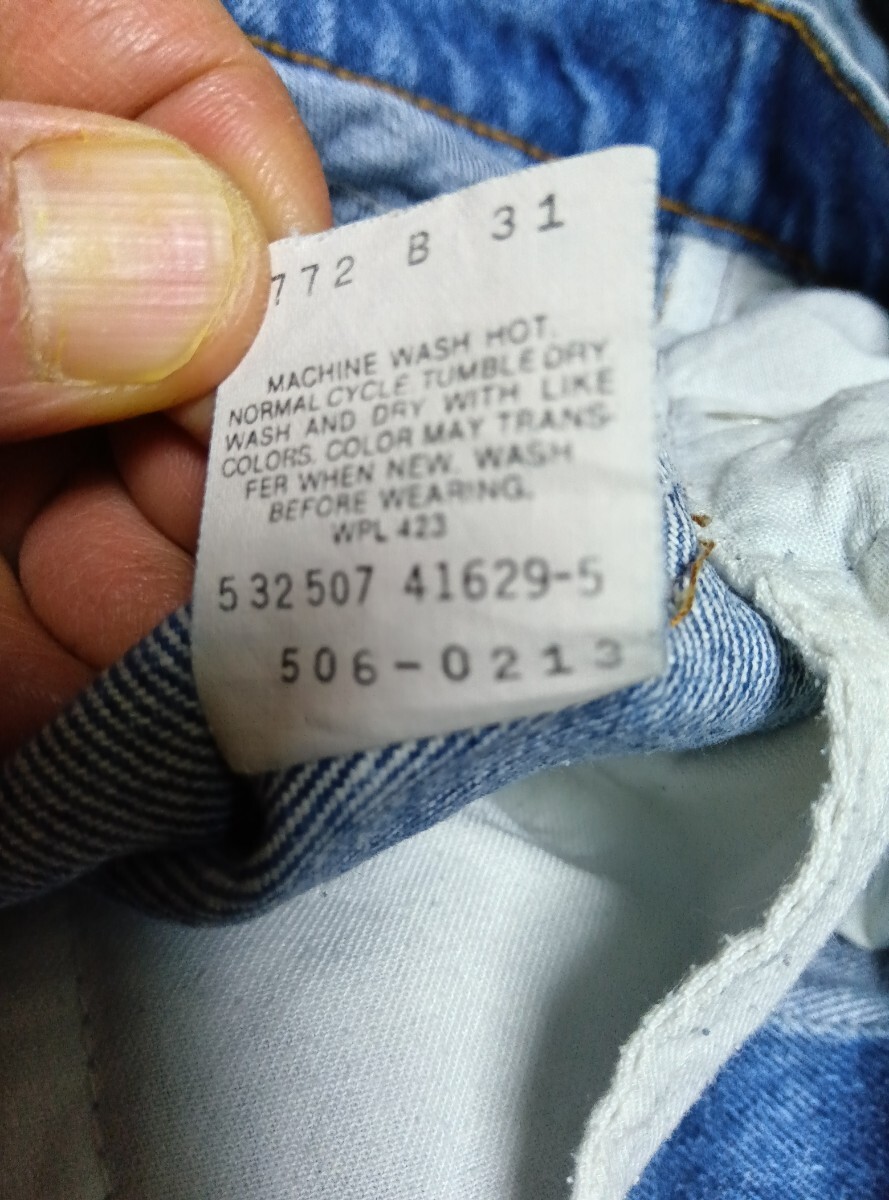 772 B 31
MACHINE WASH HOT.
NORMAL CYCLE TUMBLE DRY
WASH AND DRY WITH LIKE
COLORS. COLOR MAY TRANS-
FER WHEN NEW. WASH
BEFORE WEARING.
WPL 423
532507 41629-5
506-0213